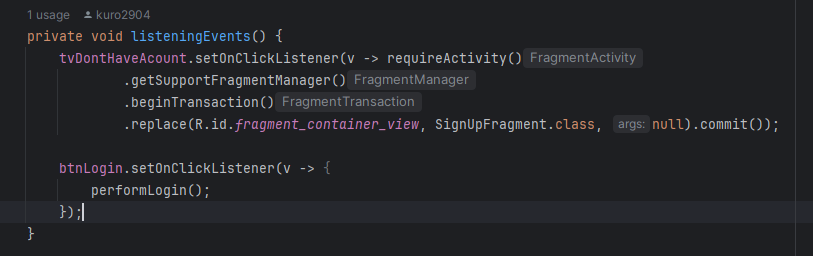 1 usage kuro2904
private void listeningEvents() {
tvDontHaveAcount.setOnClickListener(v -> requireActivity() FragmentActivity
.getSupportFragmentManager() FragmentManager
.beginTransaction() FragmentTransaction
.replace(R.id.fragment_container_view, SignUpFragment.class, args: null).commit());
btnLogin.setOnClickListener(v -> {
performLogin();
});
}